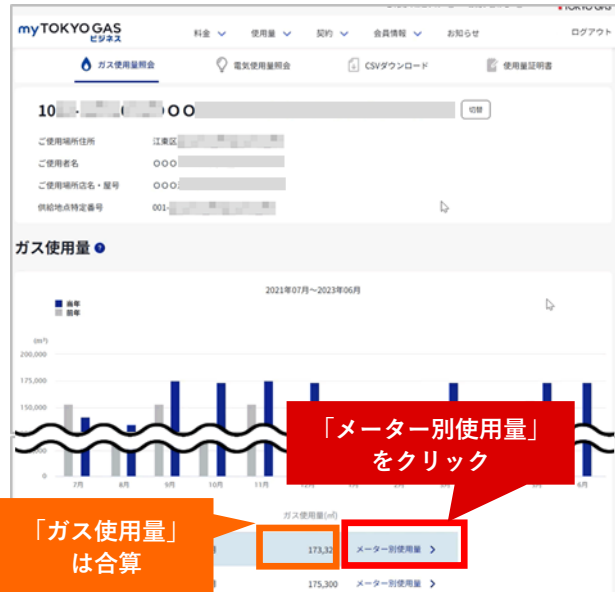 myTOKYO GAS
ビジネス
料金
使用量
契約
会員情報
お知らせ
ログアウト
ガス使用量照会
電気使用量照会
CSVダウンロード
使用量証明書
切替
ご使用場所住所
江東区
ご使用者名
○○○
ご使用場所店名・屋号
○○○
供給地点特定番号
001-
ガス使用量
2021年07月～2023年06月
当年
前年
(m³)
200,000
175,000
150,000
0
7月 8月 9月 10月 11月 6月
「メーター別使用量」
をクリック
ガス使用量(㎥)
「ガス使用量」
は合算
173,32
メーター別使用量
175,300
メーター別使用量